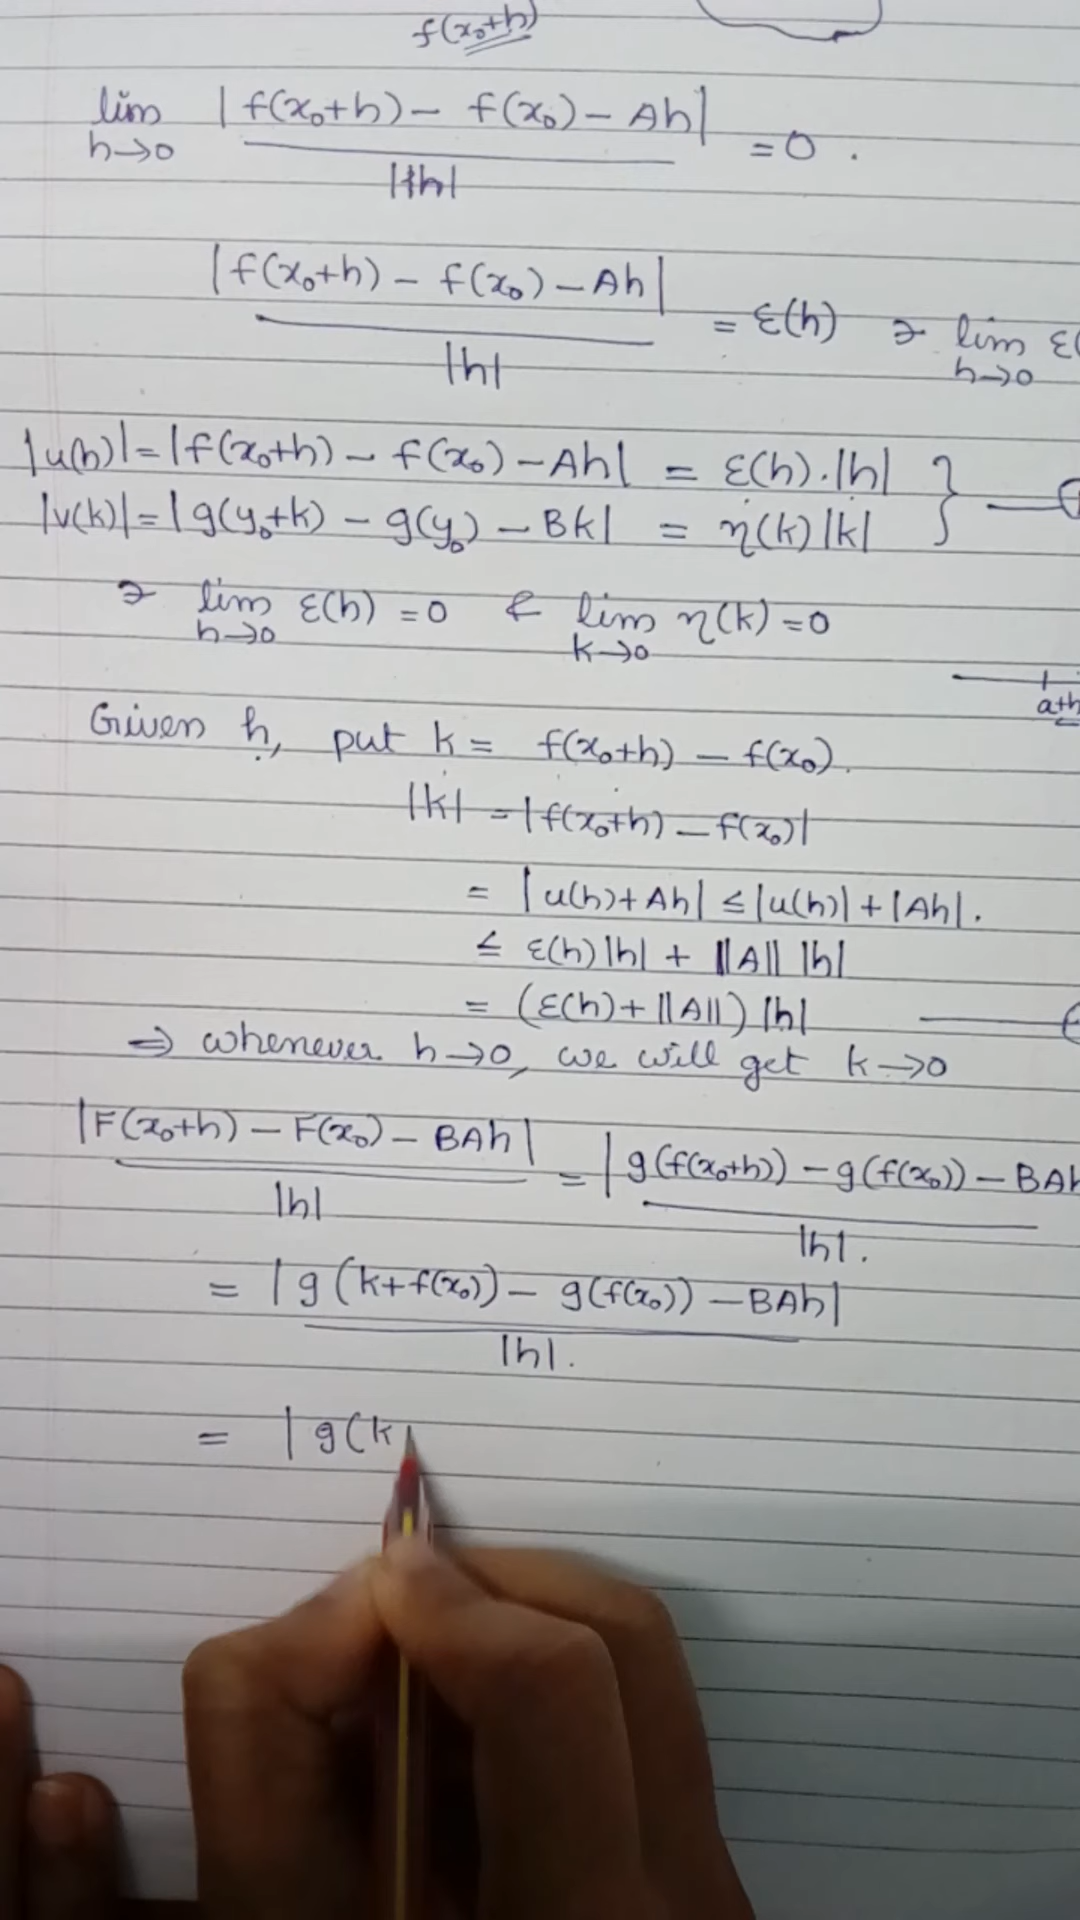 f(x₀+h)
lim h→0 |f(x₀+h) – f(x₀) – Ah| / |h| = 0 .
|f(x₀+h) – f(x₀) – Ah| / |h| = ε(h) ∋ lim h→0 ε(
|u(h)| = |f(x₀+h) – f(x₀) – Ah| = ε(h).|h| }
|v(k)| = |g(y₀+k) – g(y₀) – Bk| = η(k)|k|
∋ lim h→0 ε(h) = 0 & lim k→0 η(k) = 0
a+h
Given h, put k = f(x₀+h) – f(x₀).
|k| = |f(x₀+h) – f(x₀)|
= |u(h)+Ah| ≤ |u(h)| + |Ah|.
≤ ε(h)|h| + ||A|| |h|
= (ε(h)+||A||) |h|
⇒ whenever h→0, we will get k→0
|F(x₀+h) – F(x₀) – BAh| / |h| = |g(f(x₀+h)) – g(f(x₀)) – BAh / |h|.
= |g(k+f(x₀)) – g(f(x₀)) – BAh| / |h|.
= |g(k